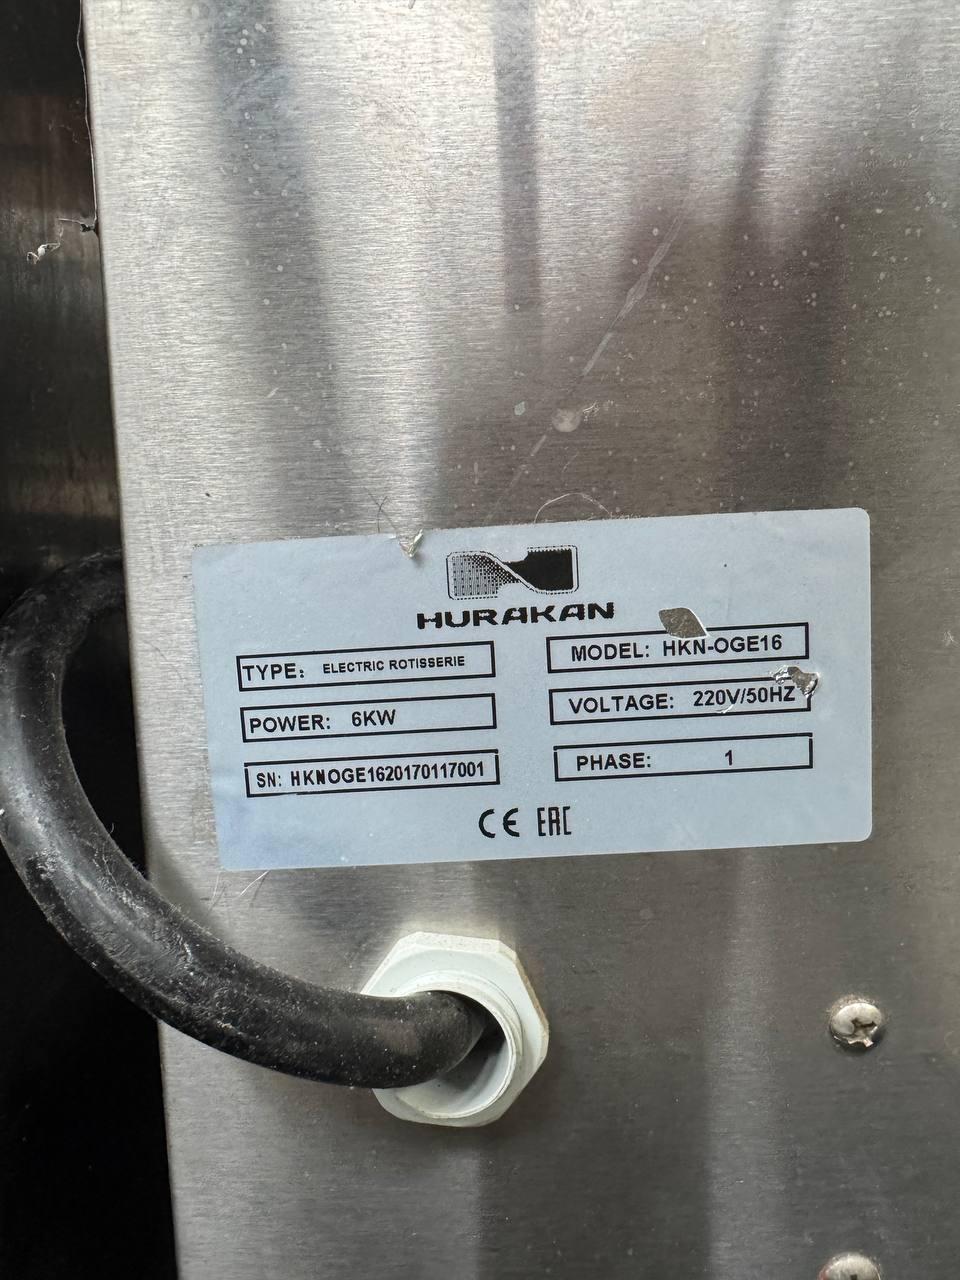 HURAKAN
TYPE: ELECTRIC ROTISSERIE
MODEL: HKN-OGE16
POWER: 6KW
VOLTAGE: 220V/50HZ
SN: HKNOGE1620170117001
PHASE: 1
CE EAC